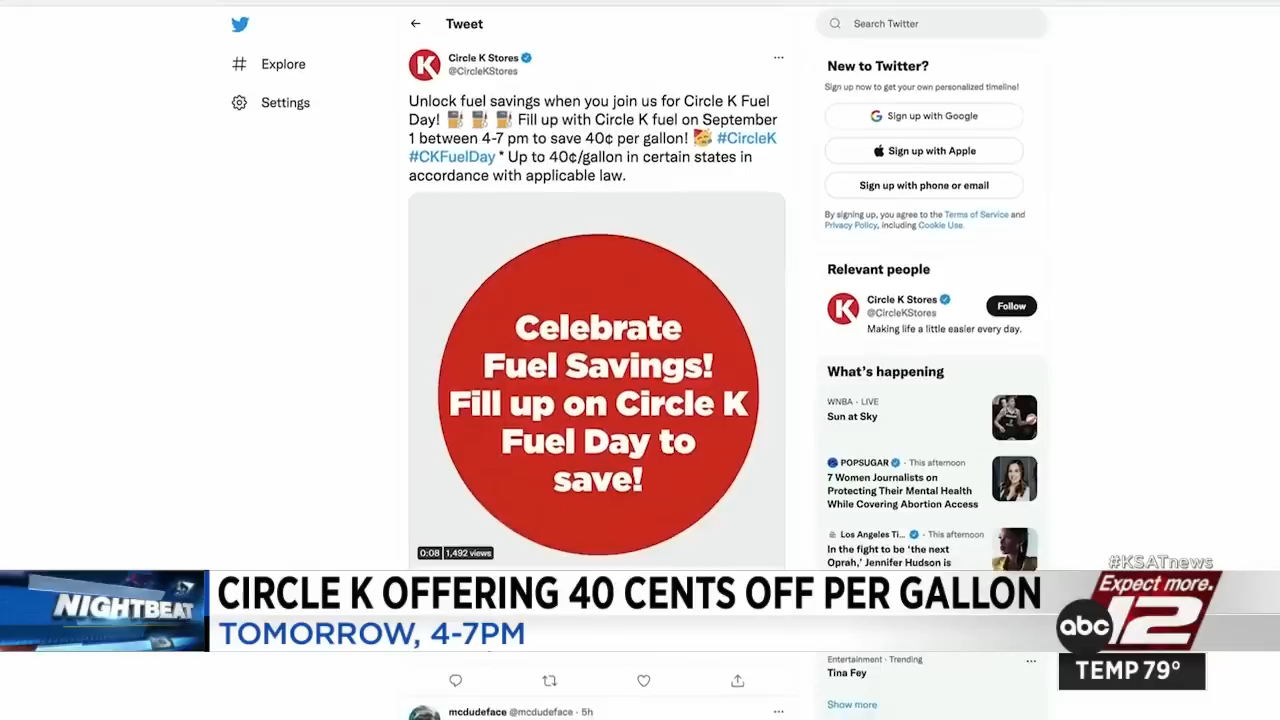 Tweet
Search Twitter
Explore
Settings
K
Circle K Stores
@CircleKStores
Unlock fuel savings when you join us for Circle K Fuel
Day! Fill up with Circle K fuel on September
1 between 4-7 pm to save 40¢ per gallon! #CircleK
#CKFuelDay * Up to 40¢/gallon in certain states in
accordance with applicable law.
Celebrate
Fuel Savings!
Fill up on Circle K
Fuel Day to
save!
0:08 1,492 views
New to Twitter?
Sign up now to get your own personalized timeline!
Sign up with Google
Sign up with Apple
Sign up with phone or email
By signing up, you agree to the Terms of Service and
Privacy Policy, including Cookie Use.
Relevant people
K
Circle K Stores
@CircleKStores
Follow
Making life a little easier every day.
What's happening
WNBA · LIVE
Sun at Sky
POPSUGAR · This afternoon
7 Women Journalists on
Protecting Their Mental Health
While Covering Abortion Access
Los Angeles Ti... · This afternoon
In the fight to be 'the next
Oprah,' Jennifer Hudson is
#KSATnews
Expect more.
abc 12
TEMP 79°
NIGHTBEAT
CIRCLE K OFFERING 40 CENTS OFF PER GALLON
TOMORROW, 4-7PM
Entertainment · Trending
Tina Fey
Show more
mcdudeface @mcdudeface · 5h